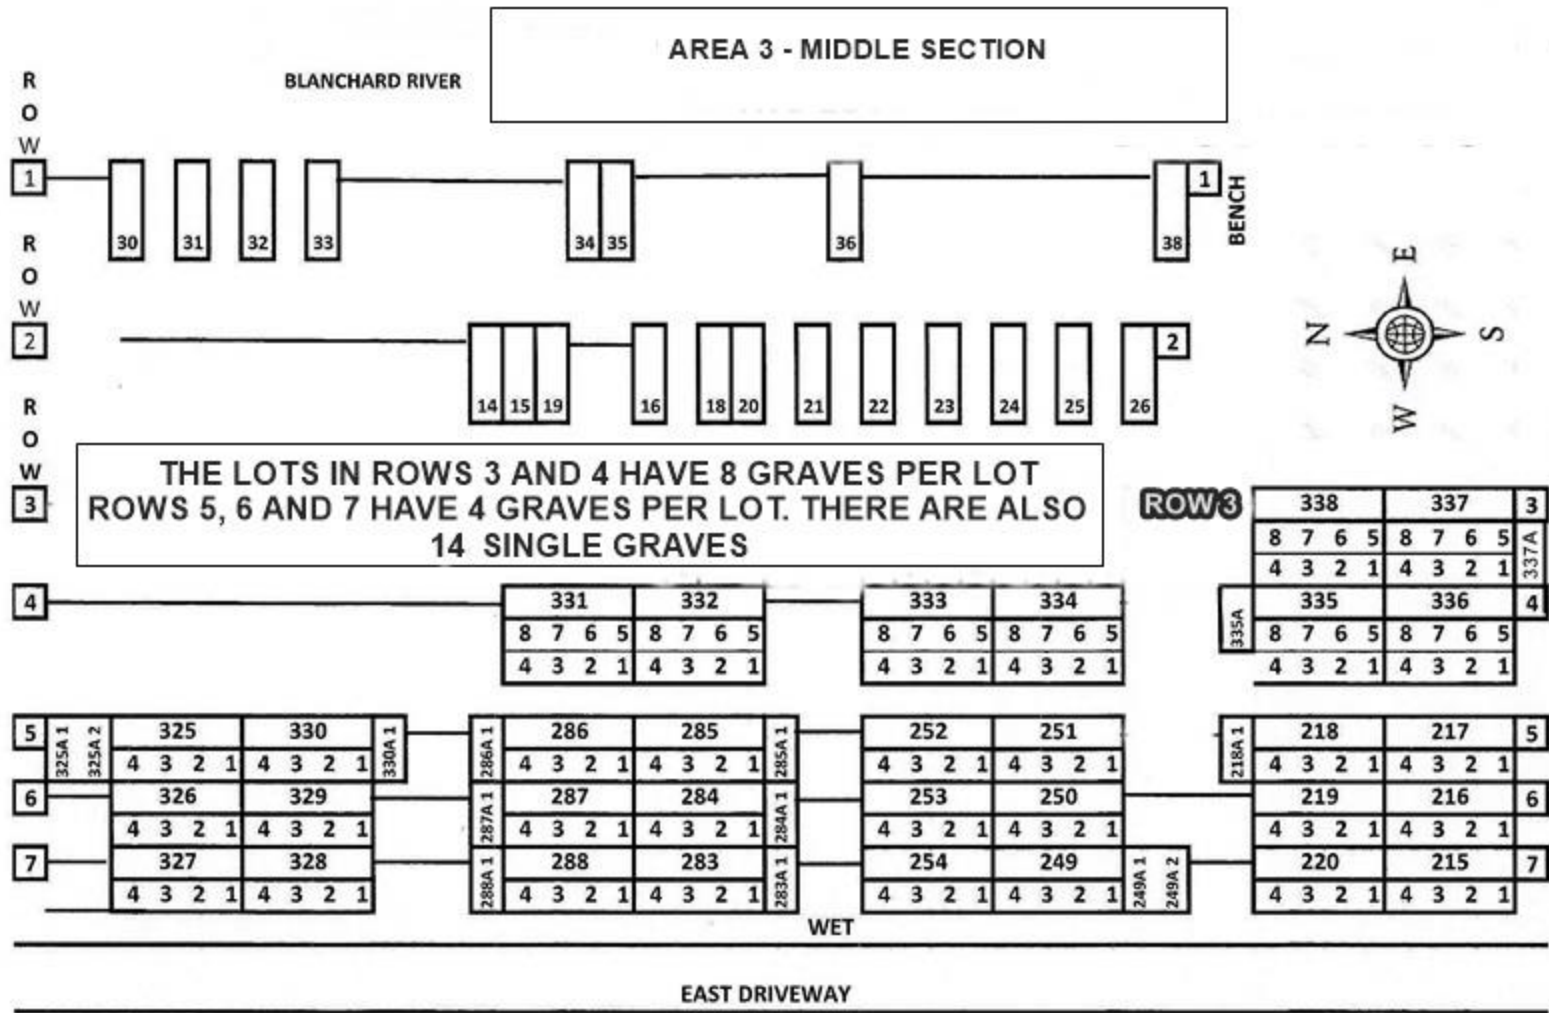 AREA 3 - MIDDLE SECTION
BLANCHARD RIVER
ROW
1 30 31 32 33 34 35 36 38 1
BENCH
ROW
2 14 15 19 16 18 20 21 22 23 24 25 26 2
E
N S
W
ROW
3
THE LOTS IN ROWS 3 AND 4 HAVE 8 GRAVES PER LOT
ROWS 5, 6 AND 7 HAVE 4 GRAVES PER LOT. THERE ARE ALSO
14 SINGLE GRAVES
ROW 3 338 337 3
8 7 6 5 8 7 6 5
4 3 2 1 4 3 2 1
337A
4 331 332 333 334 335A 335 336 4
8 7 6 5 8 7 6 5 8 7 6 5 8 7 6 5 8 7 6 5 8 7 6 5
4 3 2 1 4 3 2 1 4 3 2 1 4 3 2 1 4 3 2 1 4 3 2 1
5 325A 1 325A 2 325 330 330A 1 286A 1 286 285 285A 1 252 251 218A 1 218 217 5
4 3 2 1 4 3 2 1 4 3 2 1 4 3 2 1 4 3 2 1 4 3 2 1 4 3 2 1 4 3 2 1
6 326 329 287A 1 287 284 284A 1 253 250 219 216 6
4 3 2 1 4 3 2 1 4 3 2 1 4 3 2 1 4 3 2 1 4 3 2 1 4 3 2 1 4 3 2 1
7 327 328 288A 1 288 283 283A 1 254 249 249A 1 249A 2 220 215 7
4 3 2 1 4 3 2 1 4 3 2 1 4 3 2 1 4 3 2 1 4 3 2 1 4 3 2 1 4 3 2 1
WET
EAST DRIVEWAY